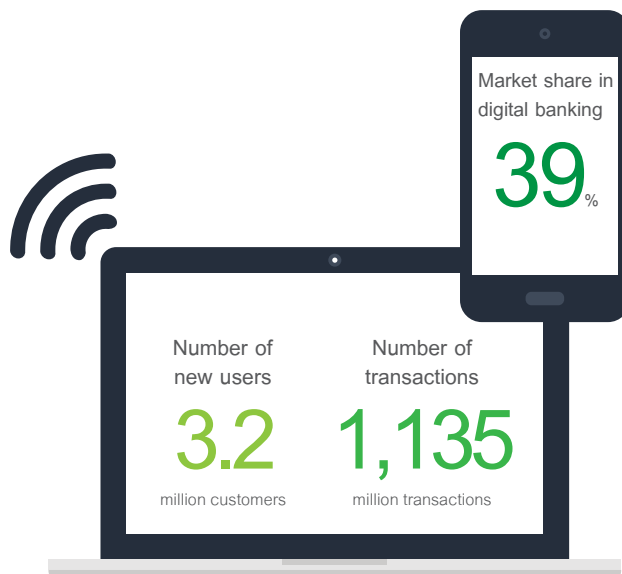 Market share in
digital banking
39%
Number of
new users
3.2
million customers
Number of
transactions
1,135
million transactions